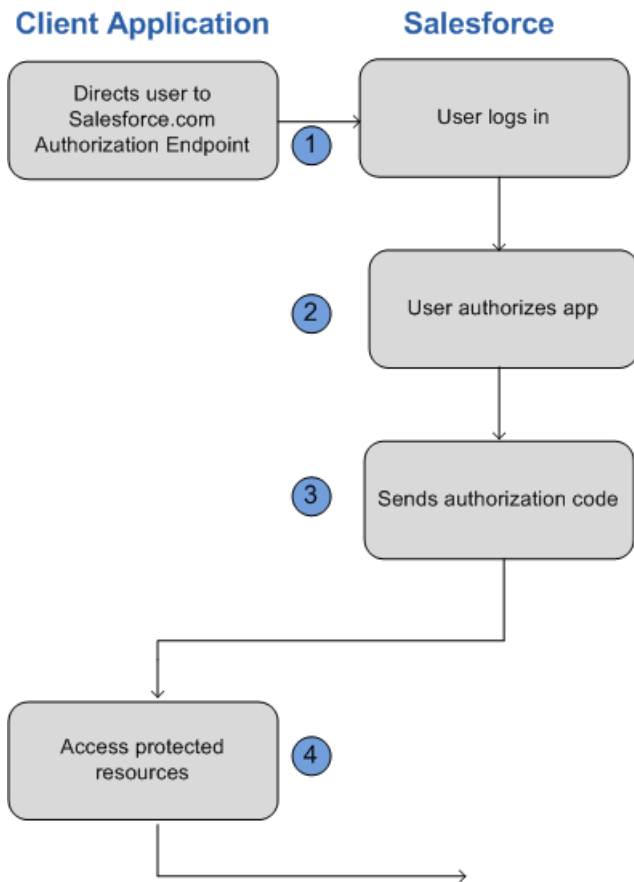 Client Application
Salesforce
Directs user to
Salesforce.com
Authorization Endpoint
1
User logs in
2
User authorizes app
3
Sends authorization code
Access protected
resources
4